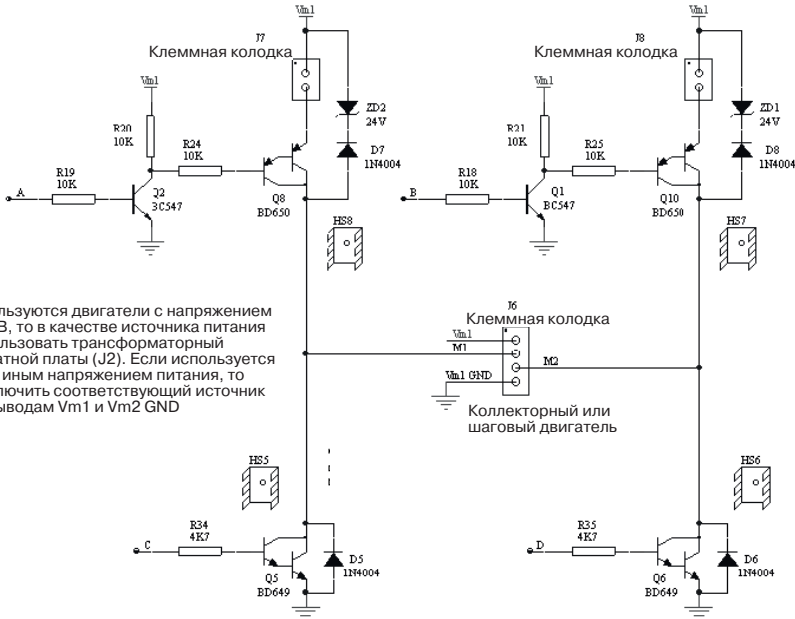 Vm1
Vm1
J7
Клеммная колодка
J8
Клеммная колодка
Vm1
Vm1
ZD2
24V
ZD1
24V
R20
10K
R24
10K
R21
10K
R25
10K
D7
1N4004
D8
1N4004
A
R19
10K
Q2
BC547
Q8
BD650
B
R18
10K
Q1
BC547
Q10
BD650
HS8
HS7
льзуются двигатели с напряжением
В, то в качестве источника питания
льзовать трансформаторный
атной платы (J2). Если используется
иным напряжением питания, то
лючить соответствующий источник
ыводам Vm1 и Vm2 GND
J6
Клеммная колодка
Vm1
M1
M2
Vm1 GND
Коллекторный или
шаговый двигатель
HS5
HS6
C
R34
4K7
Q5
BD649
D5
1N4004
D
R35
4K7
Q6
BD649
D6
1N4004